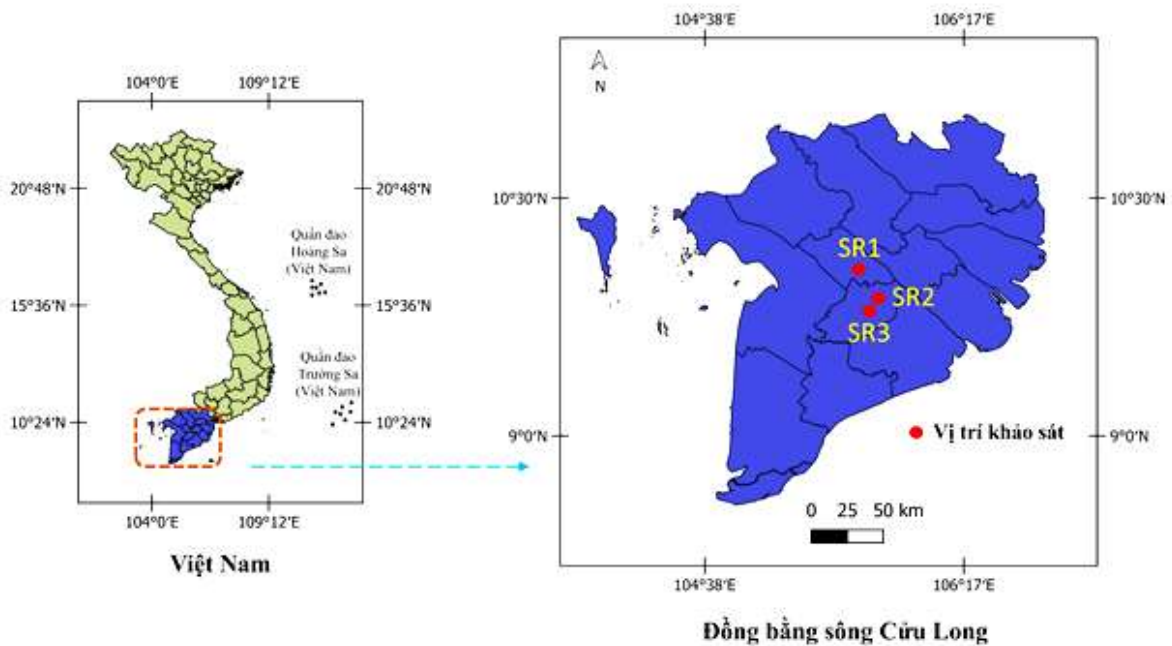 104°0′E 109°12′E
20°48′N 20°48′N
Quần đao
Hoàng Sa
(Việt Nam)
15°36′N 15°36′N
Quần đao
Trường Sa
(Việt Nam)
10°24′N 10°24′N
104°0′E 109°12′E
Việt Nam
104°38′E 106°17′E
N
10°30′N 10°30′N
SR1
SR2
SR3
Vị trí khảo sát
9°0′N 9°0′N
0 25 50 km
104°38′E 106°17′E
Đồng bằng sông Cửu Long